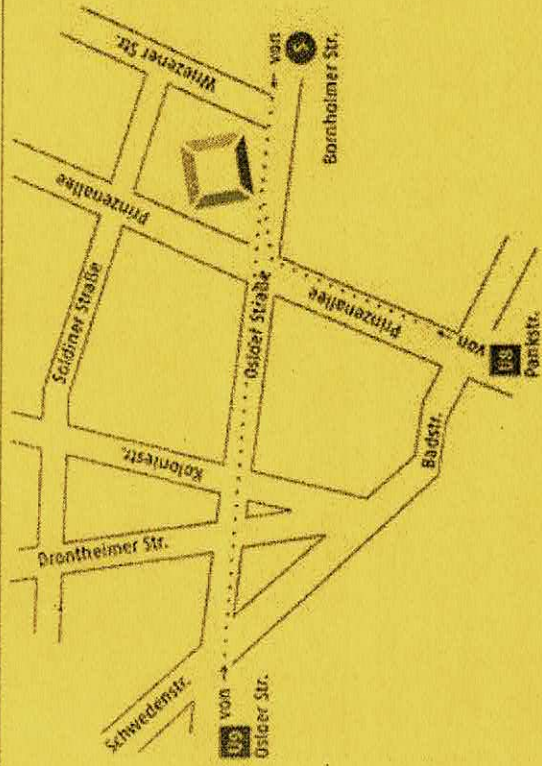 Wriezener Str.
Prinzenallee
Soldiner Straße
← von
S
Bornholmer Str.
Osloer Straße
Prinzenallee
Koloniestr.
Drontheimer Str.
Badstr.
von
U8
Pankstr.
Schwedenstr.
U9 von →
Osloer Str.